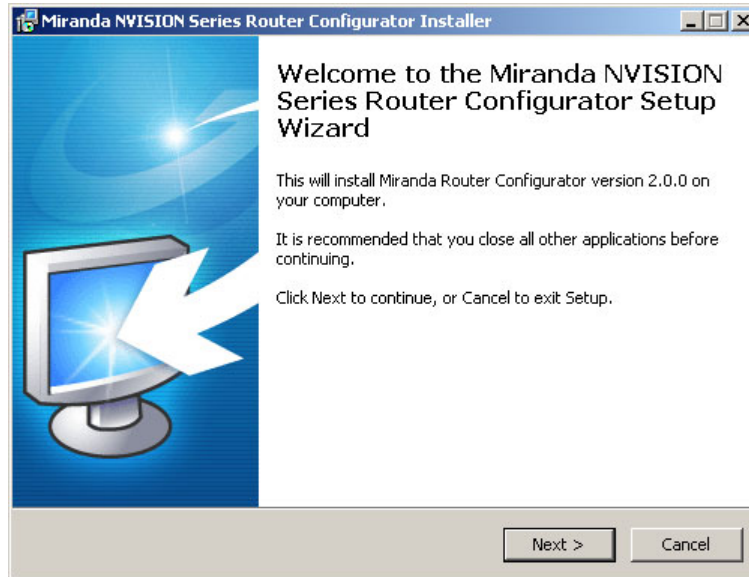 Miranda NVISION Series Router Configurator Installer
Welcome to the Miranda NVISION
Series Router Configurator Setup
Wizard
This will install Miranda Router Configurator version 2.0.0 on
your computer.
It is recommended that you close all other applications before
continuing.
Click Next to continue, or Cancel to exit Setup.
Next >
Cancel